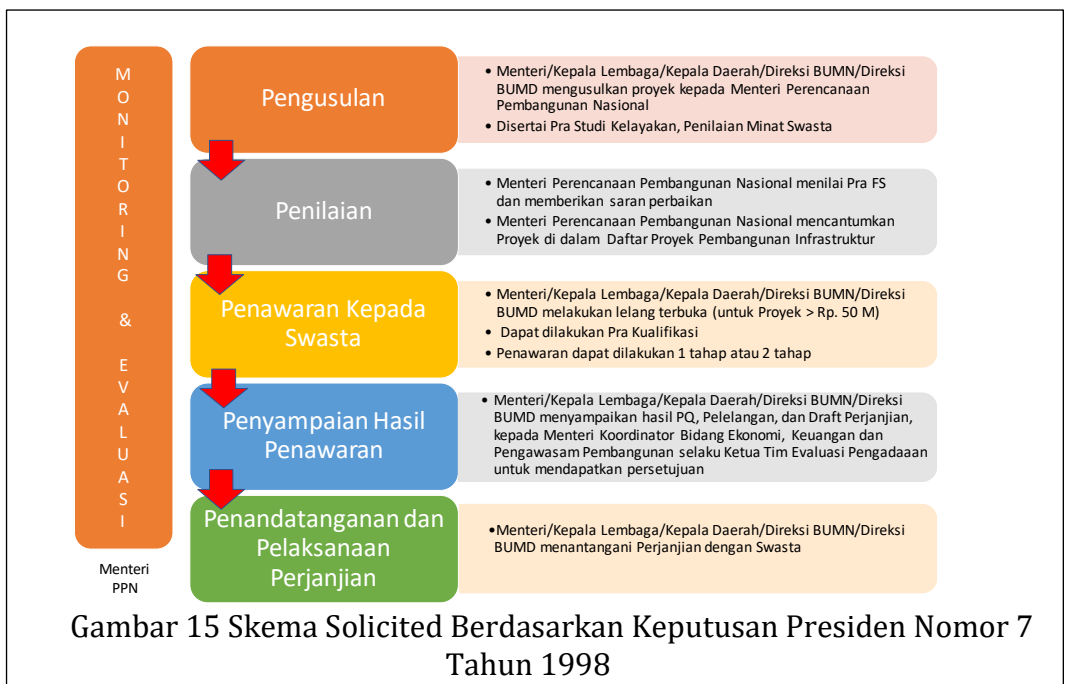 MONITORING & EVALUASI
Menteri
PPN
Pengusulan
• Menteri/Kepala Lembaga/Kepala Daerah/Direksi BUMN/Direksi
BUMD mengusulkan proyek kepada Menteri Perencanaan
Pembangunan Nasional
• Disertai Pra Studi Kelayakan, Penilaian Minat Swasta
Penilaian
• Menteri Perencanaan Pembangunan Nasional menilai Pra FS
dan memberikan saran perbaikan
• Menteri Perencanaan Pembangunan Nasional mencantumkan
Proyek di dalam Daftar Proyek Pembangunan Infrastruktur
Penawaran Kepada
Swasta
• Menteri/Kepala Lembaga/Kepala Daerah/Direksi BUMN/Direksi
BUMD melakukan lelang terbuka (untuk Proyek > Rp. 50 M)
• Dapat dilakukan Pra Kualifikasi
• Penawaran dapat dilakukan 1 tahap atau 2 tahap
Penyampaian Hasil
Penawaran
• Menteri/Kepala Lembaga/Kepala Daerah/Direksi BUMN/Direksi
BUMD menyampaikan hasil PQ, Pelelangan, dan Draft Perjanjian,
kepada Menteri Koordinator Bidang Ekonomi, Keuangan dan
Pengawasam Pembangunan selaku Ketua Tim Evaluasi Pengadaaan
untuk mendapatkan persetujuan
Penandatanganan dan
Pelaksanaan
Perjanjian
•Menteri/Kepala Lembaga/Kepala Daerah/Direksi BUMN/Direksi
BUMD menantangani Perjanjian dengan Swasta
Gambar 15 Skema Solicited Berdasarkan Keputusan Presiden Nomor 7
Tahun 1998